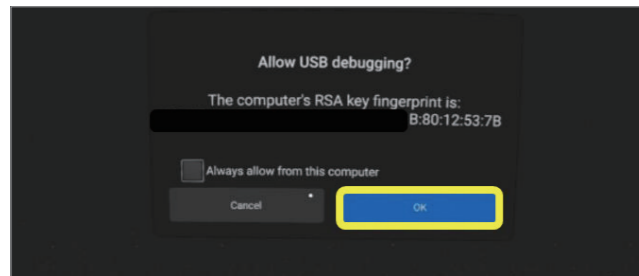 Allow USB debugging?
The computer's RSA key fingerprint is:
B:80:12:53:7B
Always allow from this computer
Cancel
OK